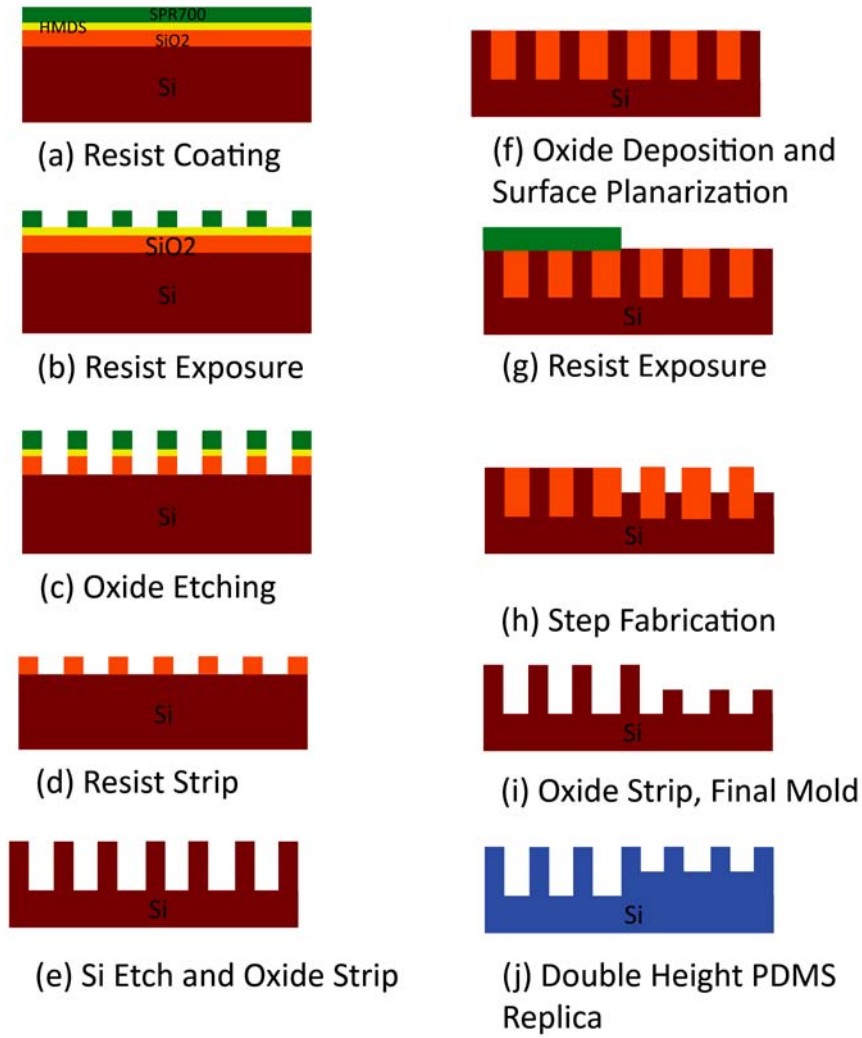 SPR700
HMDS
SiO2
Si
(a) Resist Coating
SiO2
Si
(b) Resist Exposure
Si
(c) Oxide Etching
Si
(d) Resist Strip
Si
(e) Si Etch and Oxide Strip
Si
(f) Oxide Deposition and
Surface Planarization
Si
(g) Resist Exposure
Si
(h) Step Fabrication
Si
(i) Oxide Strip, Final Mold
Si
(j) Double Height PDMS
Replica